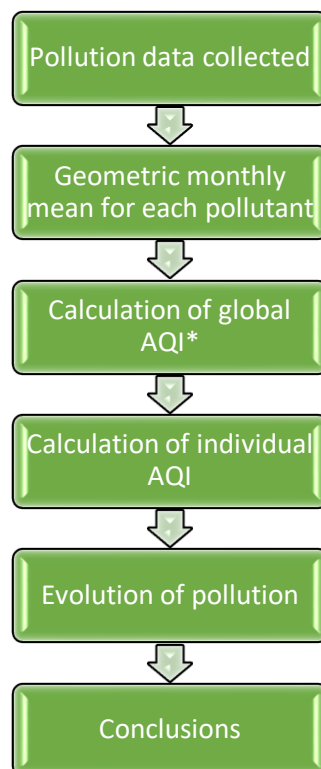 Pollution data collected
Geometric monthly
mean for each pollutant
Calculation of global
AQI*
Calculation of individual
AQI
Evolution of pollution
Conclusions